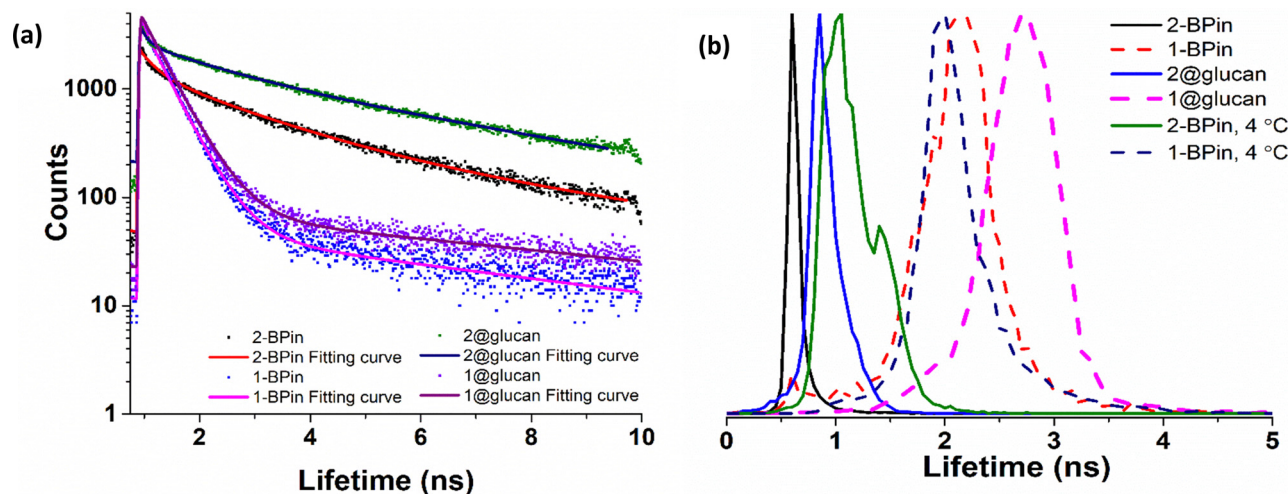 (a)
Counts
1000
100
10
1
2-BPin
2-BPin Fitting curve
1-BPin
1-BPin Fitting curve
2@glucan
2@glucan Fitting curve
1@glucan
1@glucan Fitting curve
2 4 6 8 10
Lifetime (ns)
(b)
2-BPin
1-BPin
2@glucan
1@glucan
2-BPin, 4 °C
1-BPin, 4 °C
0 1 2 3 4 5
Lifetime (ns)